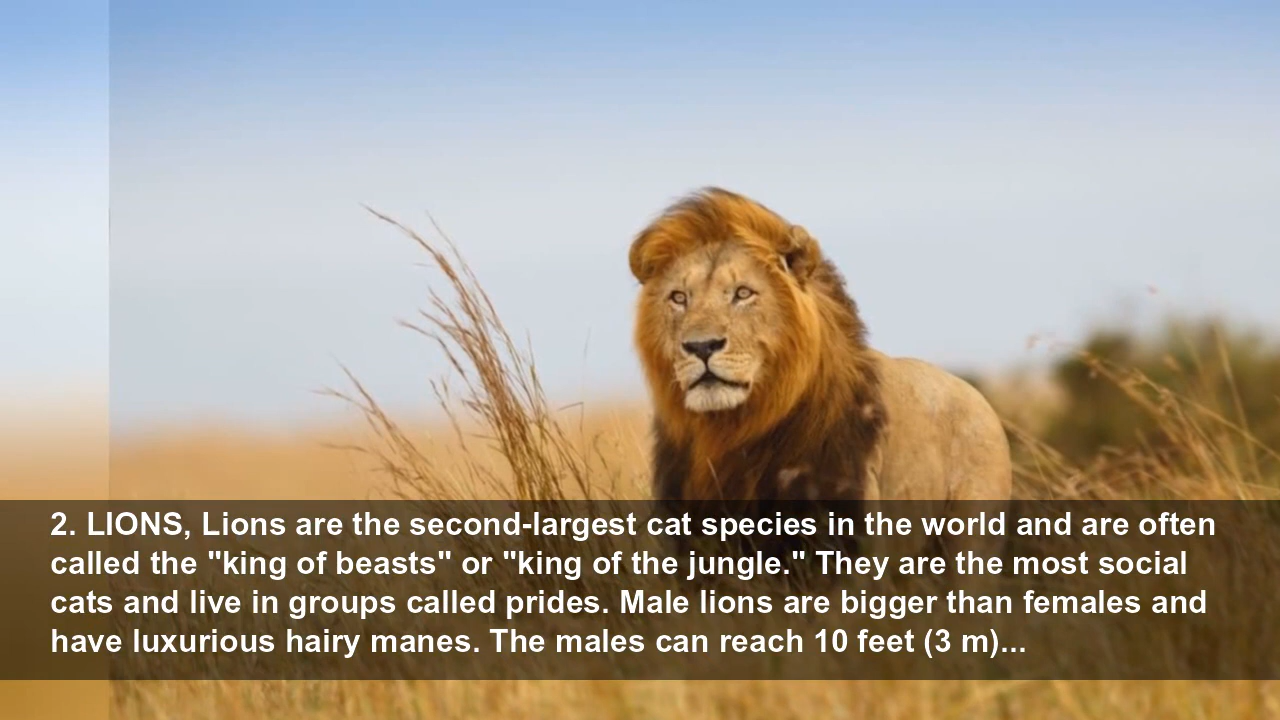 2. LIONS, Lions are the second-largest cat species in the world and are often
called the "king of beasts" or "king of the jungle." They are the most social
cats and live in groups called prides. Male lions are bigger than females and
have luxurious hairy manes. The males can reach 10 feet (3 m)...